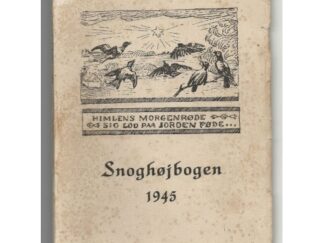 HIMLENS MORGENRØDE
SIG LOD PAA JORDEN FØDE...
Snoghøjbogen
1945